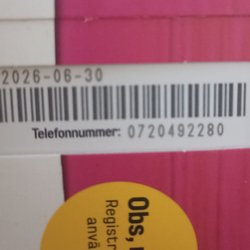 2026-06-30
Telefonnummer: 0720492280
Obs,
Registr
anvä